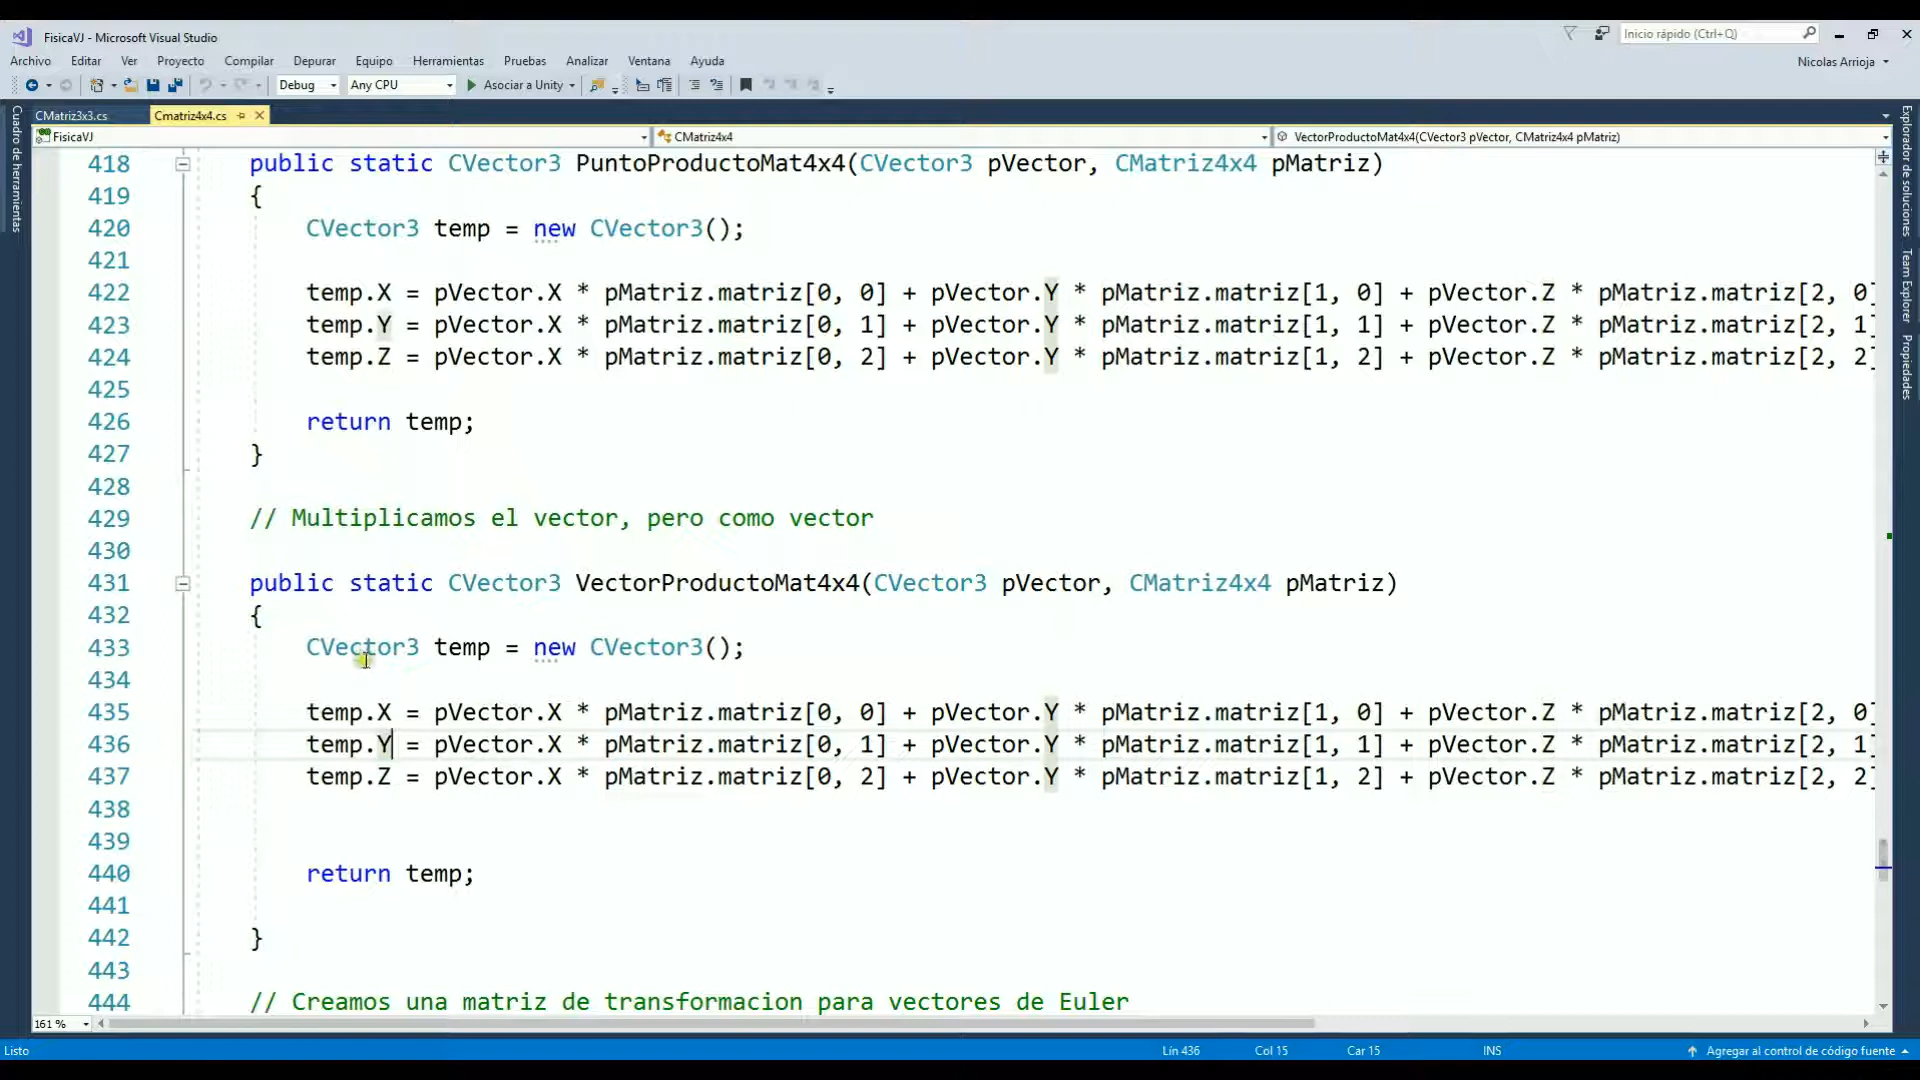 FisicaVJ - Microsoft Visual Studio
Inicio rápido (Ctrl+Q)
Archivo Editar Ver Proyecto Compilar Depurar Equipo Herramientas Pruebas Analizar Ventana Ayuda
Nicolas Arrioja
Debug Any CPU Asociar a Unity
CMatriz3x3.cs Cmatriz4x4.cs
FisicaVJ CMatriz4x4 VectorProductoMat4x4(CVector3 pVector, CMatriz4x4 pMatriz)
Cuadro de herramientas
Explorador de soluciones
Team Explorer
Propiedades
418 public static CVector3 PuntoProductoMat4x4(CVector3 pVector, CMatriz4x4 pMatriz)
419 {
420 CVector3 temp = new CVector3();
421
422 temp.X = pVector.X * pMatriz.matriz[0, 0] + pVector.Y * pMatriz.matriz[1, 0] + pVector.Z * pMatriz.matriz[2, 0]
423 temp.Y = pVector.X * pMatriz.matriz[0, 1] + pVector.Y * pMatriz.matriz[1, 1] + pVector.Z * pMatriz.matriz[2, 1]
424 temp.Z = pVector.X * pMatriz.matriz[0, 2] + pVector.Y * pMatriz.matriz[1, 2] + pVector.Z * pMatriz.matriz[2, 2]
425
426 return temp;
427 }
428
429 // Multiplicamos el vector, pero como vector
430
431 public static CVector3 VectorProductoMat4x4(CVector3 pVector, CMatriz4x4 pMatriz)
432 {
433 CVector3 temp = new CVector3();
434
435 temp.X = pVector.X * pMatriz.matriz[0, 0] + pVector.Y * pMatriz.matriz[1, 0] + pVector.Z * pMatriz.matriz[2, 0]
436 temp.Y = pVector.X * pMatriz.matriz[0, 1] + pVector.Y * pMatriz.matriz[1, 1] + pVector.Z * pMatriz.matriz[2, 1]
437 temp.Z = pVector.X * pMatriz.matriz[0, 2] + pVector.Y * pMatriz.matriz[1, 2] + pVector.Z * pMatriz.matriz[2, 2]
438
439
440 return temp;
441
442 }
443
444 // Creamos una matriz de transformacion para vectores de Euler
161 %
Listo Lín 436 Col 15 Car 15 INS Agregar al control de código fuente